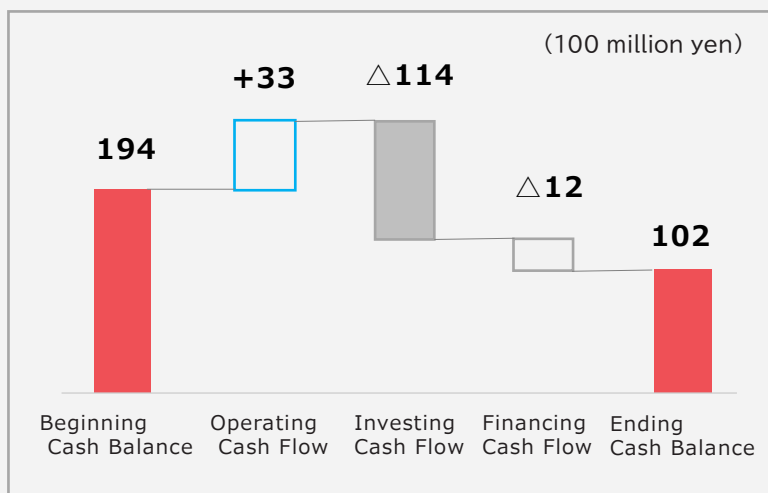 (100 million yen)
+33
△114
194
△12
102
Beginning
Cash Balance
Operating
Cash Flow
Investing
Cash Flow
Financing
Cash Flow
Ending
Cash Balance